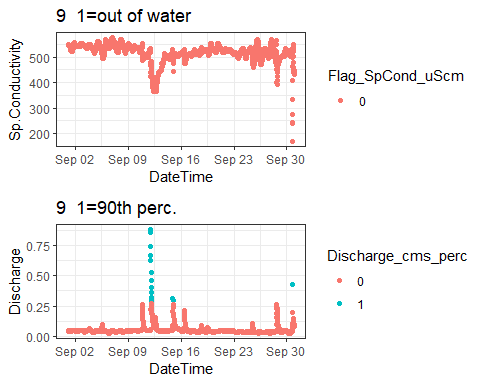 9  1=out of water
Sp.Conductivity
500
400
300
200
Sep 02 Sep 09 Sep 16 Sep 23 Sep 30
DateTime
Flag_SpCond_uScm
0
9  1=90th perc.
Discharge
0.75
0.50
0.25
0.00
Sep 02 Sep 09 Sep 16 Sep 23 Sep 30
DateTime
Discharge_cms_perc
0
1